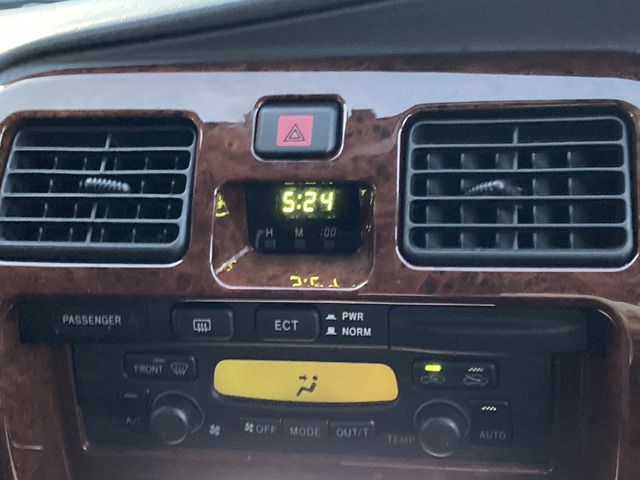 5:24
H M :00
PASSENGER
ECT
PWR
NORM
FRONT
A/C
OFF MODE OUT/T
TEMP
AUTO